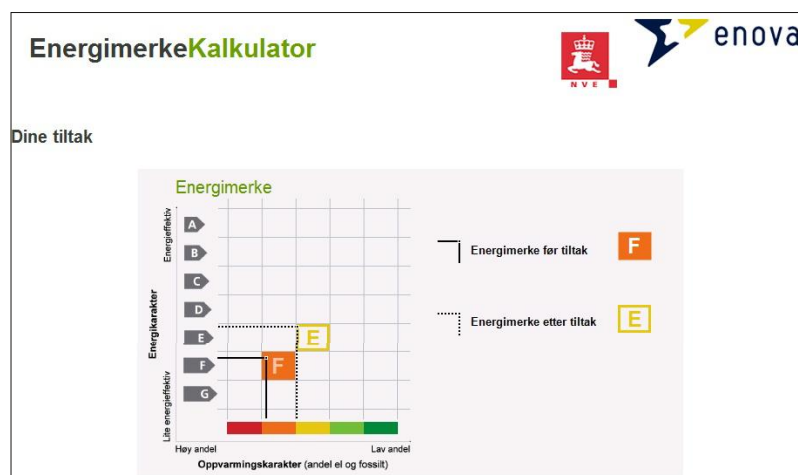 EnergimerkeKalkulator
NVE
enova
Dine tiltak
Energimerke
Energieffektiv
Energikarakter
Lite energieffektiv
A
B
C
D
E
F
G
E
F
Høy andel
Lav andel
Oppvarmingskarakter (andel el og fossilt)
Energimerke før tiltak
F
Energimerke etter tiltak
E